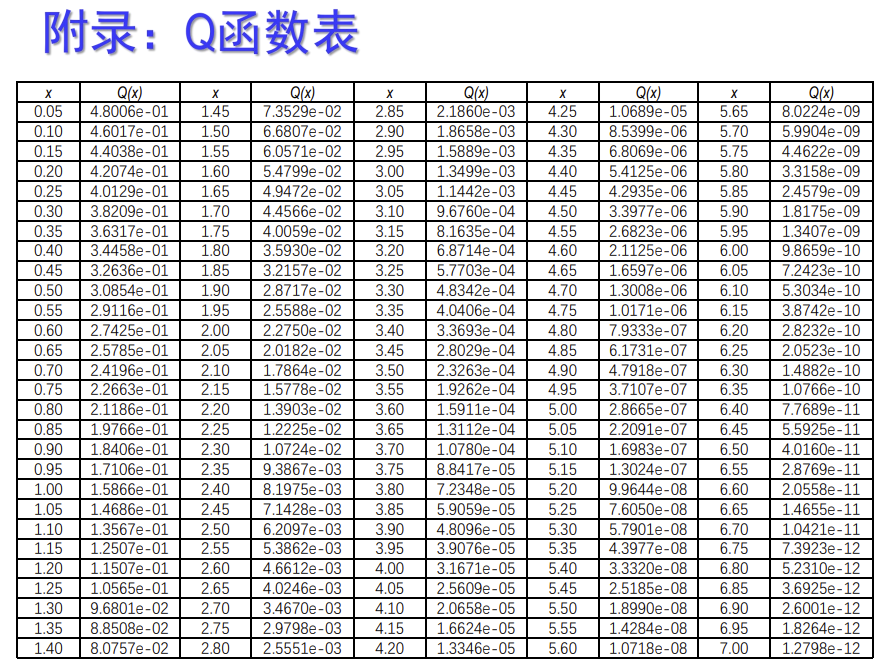 附录：Q函数表
x Q(x) x Q(x) x Q(x) x Q(x) x Q(x)
0.05 4.8006e-01 1.45 7.3529e-02 2.85 2.1860e-03 4.25 1.0689e-05 5.65 8.0224e-09
0.10 4.6017e-01 1.50 6.6807e-02 2.90 1.8658e-03 4.30 8.5399e-06 5.70 5.9904e-09
0.15 4.4038e-01 1.55 6.0571e-02 2.95 1.5889e-03 4.35 6.8069e-06 5.75 4.4622e-09
0.20 4.2074e-01 1.60 5.4799e-02 3.00 1.3499e-03 4.40 5.4125e-06 5.80 3.3158e-09
0.25 4.0129e-01 1.65 4.9472e-02 3.05 1.1442e-03 4.45 4.2935e-06 5.85 2.4579e-09
0.30 3.8209e-01 1.70 4.4566e-02 3.10 9.6760e-04 4.50 3.3977e-06 5.90 1.8175e-09
0.35 3.6317e-01 1.75 4.0059e-02 3.15 8.1635e-04 4.55 2.6823e-06 5.95 1.3407e-09
0.40 3.4458e-01 1.80 3.5930e-02 3.20 6.8714e-04 4.60 2.1125e-06 6.00 9.8659e-10
0.45 3.2636e-01 1.85 3.2157e-02 3.25 5.7703e-04 4.65 1.6597e-06 6.05 7.2423e-10
0.50 3.0854e-01 1.90 2.8717e-02 3.30 4.8342e-04 4.70 1.3008e-06 6.10 5.3034e-10
0.55 2.9116e-01 1.95 2.5588e-02 3.35 4.0406e-04 4.75 1.0171e-06 6.15 3.8742e-10
0.60 2.7425e-01 2.00 2.2750e-02 3.40 3.3693e-04 4.80 7.9333e-07 6.20 2.8232e-10
0.65 2.5785e-01 2.05 2.0182e-02 3.45 2.8029e-04 4.85 6.1731e-07 6.25 2.0523e-10
0.70 2.4196e-01 2.10 1.7864e-02 3.50 2.3263e-04 4.90 4.7918e-07 6.30 1.4882e-10
0.75 2.2663e-01 2.15 1.5778e-02 3.55 1.9262e-04 4.95 3.7107e-07 6.35 1.0766e-10
0.80 2.1186e-01 2.20 1.3903e-02 3.60 1.5911e-04 5.00 2.8665e-07 6.40 7.7689e-11
0.85 1.9766e-01 2.25 1.2225e-02 3.65 1.3112e-04 5.05 2.2091e-07 6.45 5.5925e-11
0.90 1.8406e-01 2.30 1.0724e-02 3.70 1.0780e-04 5.10 1.6983e-07 6.50 4.0160e-11
0.95 1.7106e-01 2.35 9.3867e-03 3.75 8.8417e-05 5.15 1.3024e-07 6.55 2.8769e-11
1.00 1.5866e-01 2.40 8.1975e-03 3.80 7.2348e-05 5.20 9.9644e-08 6.60 2.0558e-11
1.05 1.4686e-01 2.45 7.1428e-03 3.85 5.9059e-05 5.25 7.6050e-08 6.65 1.4655e-11
1.10 1.3567e-01 2.50 6.2097e-03 3.90 4.8096e-05 5.30 5.7901e-08 6.70 1.0421e-11
1.15 1.2507e-01 2.55 5.3862e-03 3.95 3.9076e-05 5.35 4.3977e-08 6.75 7.3923e-12
1.20 1.1507e-01 2.60 4.6612e-03 4.00 3.1671e-05 5.40 3.3320e-08 6.80 5.2310e-12
1.25 1.0565e-01 2.65 4.0246e-03 4.05 2.5609e-05 5.45 2.5185e-08 6.85 3.6925e-12
1.30 9.6801e-02 2.70 3.4670e-03 4.10 2.0658e-05 5.50 1.8990e-08 6.90 2.6001e-12
1.35 8.8508e-02 2.75 2.9798e-03 4.15 1.6624e-05 5.55 1.4284e-08 6.95 1.8264e-12
1.40 8.0757e-02 2.80 2.5551e-03 4.20 1.3346e-05 5.60 1.0718e-08 7.00 1.2798e-12